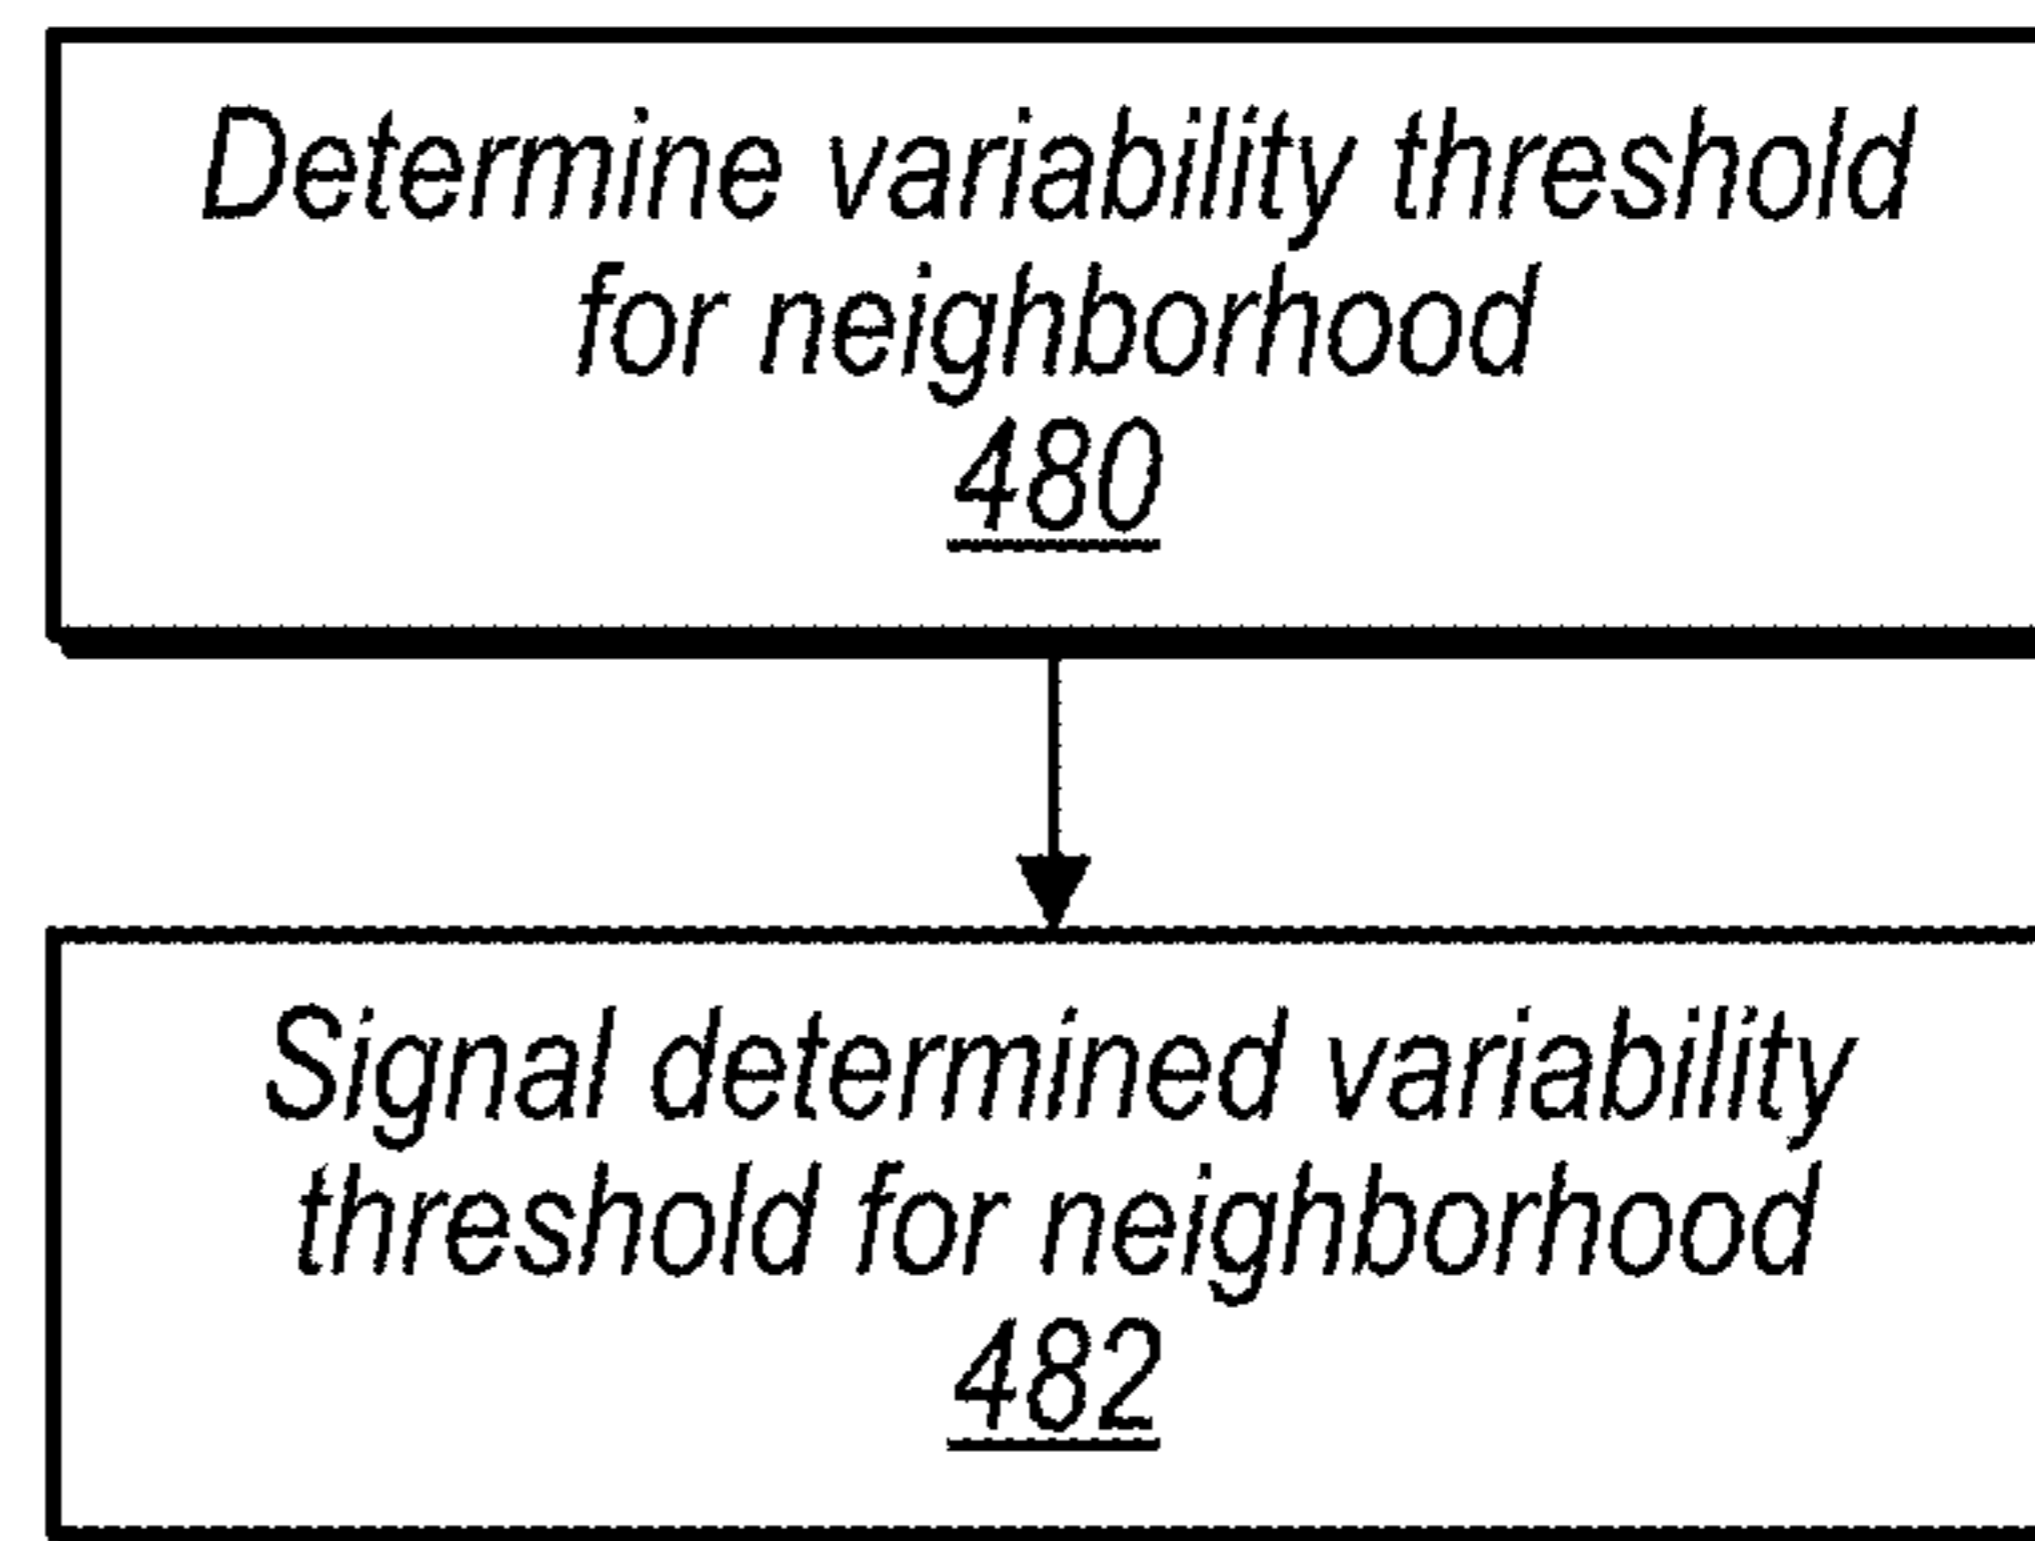 Determine variability threshold
for neighborhood
480
Signal determined variability
threshold for neighborhood
482